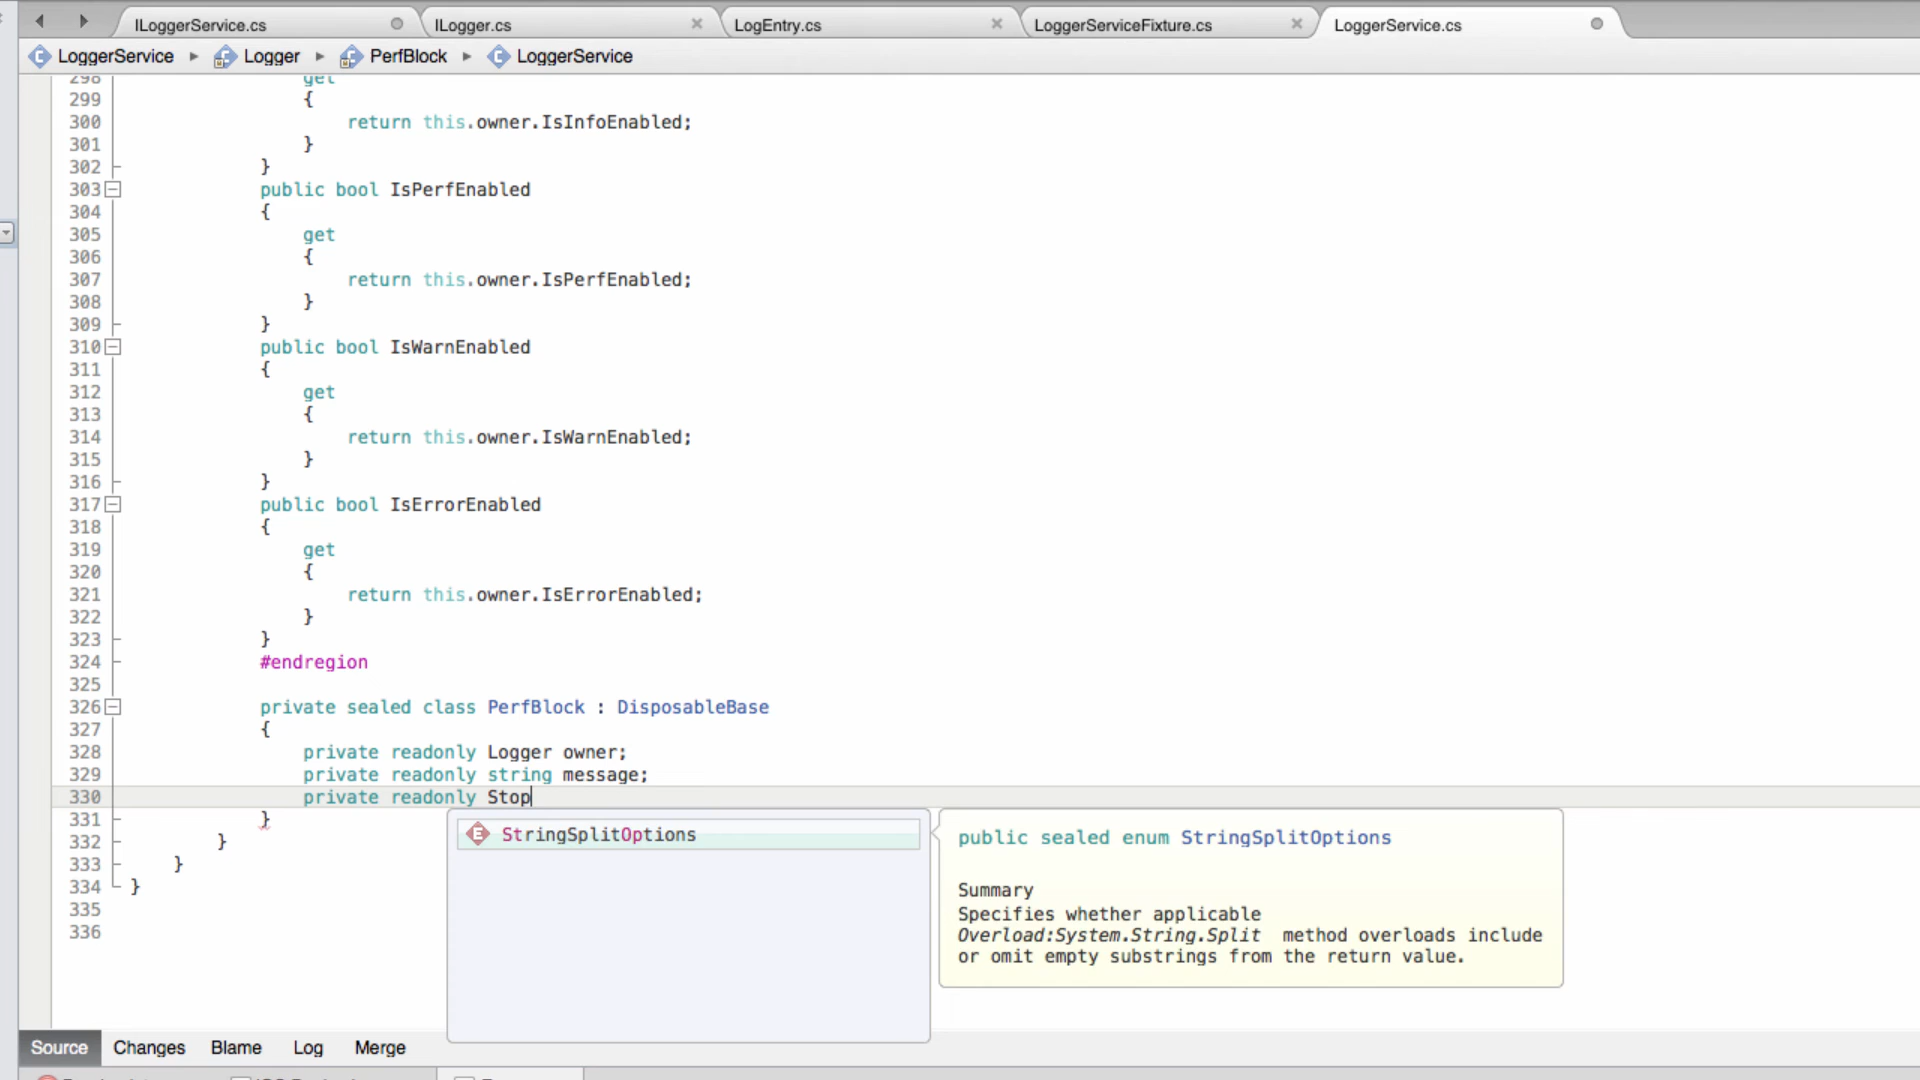 ILoggerService.cs
ILogger.cs
LogEntry.cs
LoggerServiceFixture.cs
LoggerService.cs
LoggerService Logger PerfBlock LoggerService
298 get
299 {
300 return this.owner.IsInfoEnabled;
301 }
302 }
303 public bool IsPerfEnabled
304 {
305 get
306 {
307 return this.owner.IsPerfEnabled;
308 }
309 }
310 public bool IsWarnEnabled
311 {
312 get
313 {
314 return this.owner.IsWarnEnabled;
315 }
316 }
317 public bool IsErrorEnabled
318 {
319 get
320 {
321 return this.owner.IsErrorEnabled;
322 }
323 }
324 #endregion
325
326 private sealed class PerfBlock : DisposableBase
327 {
328 private readonly Logger owner;
329 private readonly string message;
330 private readonly Stop
331 }
332 }
333 }
334 }
335
336
StringSplitOptions
public sealed enum StringSplitOptions
Summary
Specifies whether applicable
Overload:System.String.Split method overloads include
or omit empty substrings from the return value.
Source Changes Blame Log Merge